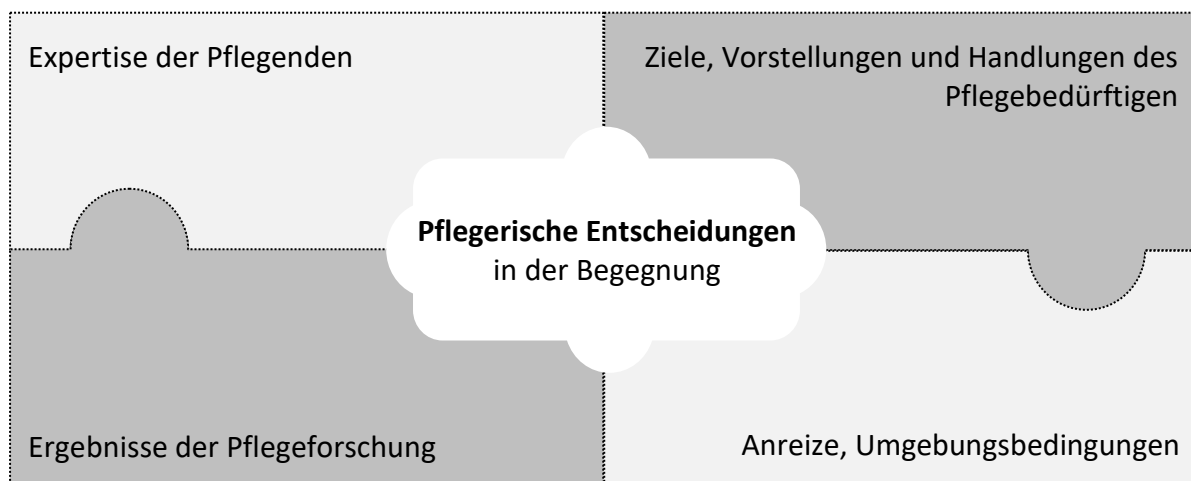 Expertise der Pflegenden
Ziele, Vorstellungen und Handlungen des
Pflegebedürftigen
Pflegerische Entscheidungen
in der Begegnung
Ergebnisse der Pflegeforschung
Anreize, Umgebungsbedingungen